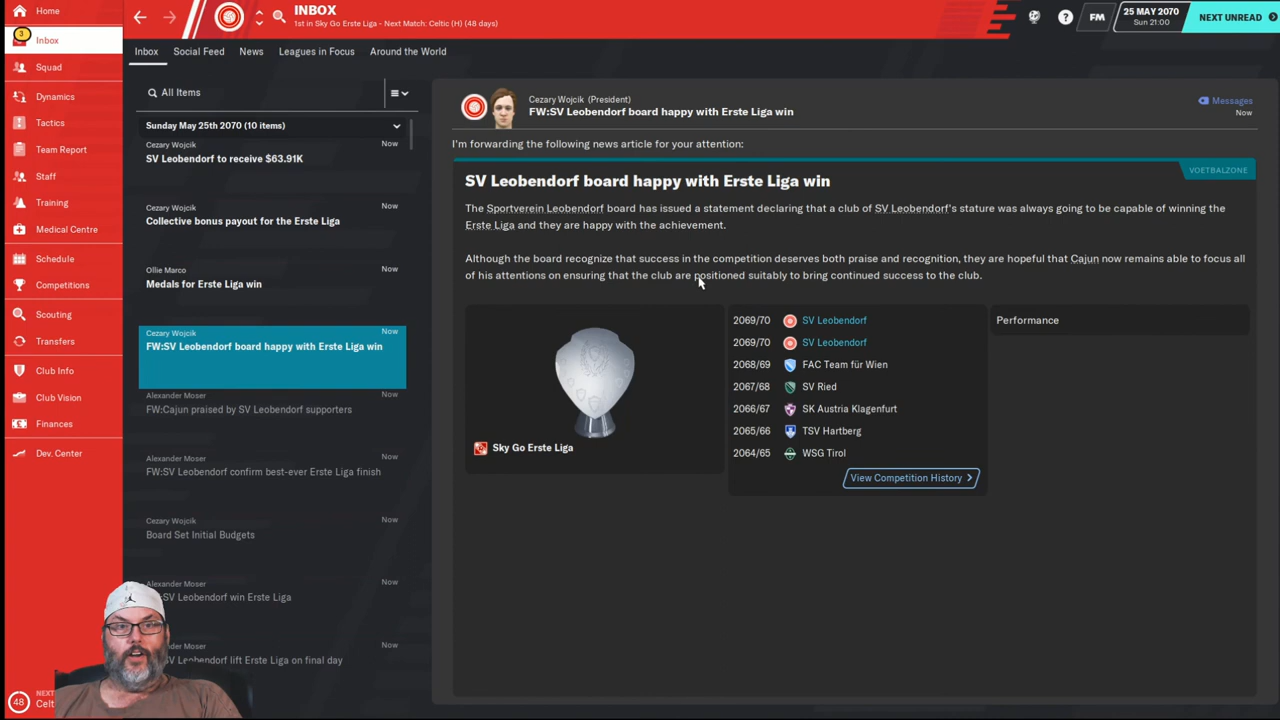 Home
INBOX
1st in Sky Go Erste Liga - Next Match: Celtic (H) (48 days)
FM
25 MAY 2070
Sun 21:00
NEXT UNREAD
3
Inbox
Squad
Dynamics
Tactics
Team Report
Staff
Training
Medical Centre
Schedule
Competitions
Scouting
Transfers
Club Info
Club Vision
Finances
Dev. Center
48
Inbox
Social Feed
News
Leagues in Focus
Around the World
All Items
Sunday May 25th 2070 (10 items)
Cezary Wojcik
Now
SV Leobendorf to receive $63.91K
Cezary Wojcik
Now
Collective bonus payout for the Erste Liga
Ollie Marco
Now
Medals for Erste Liga win
Cezary Wojcik
Now
FW:SV Leobendorf board happy with Erste Liga win
Alexander Moser
Now
FW:Cajun praised by SV Leobendorf supporters
Alexander Moser
Now
FW:SV Leobendorf confirm best-ever Erste Liga finish
Cezary Wojcik
Now
Board Set Initial Budgets
Alexander Moser
Now
SV Leobendorf win Erste Liga
Moser
Now
Leobendorf lift Erste Liga on final day
Cezary Wojcik (President)
FW:SV Leobendorf board happy with Erste Liga win
Messages
Now
I'm forwarding the following news article for your attention:
VOETBALZONE
SV Leobendorf board happy with Erste Liga win
The Sportverein Leobendorf board has issued a statement declaring that a club of SV Leobendorf's stature was always going to be capable of winning the
Erste Liga and they are happy with the achievement.
Although the board recognize that success in the competition deserves both praise and recognition, they are hopeful that Cajun now remains able to focus all
of his attentions on ensuring that the club are positioned suitably to bring continued success to the club.
Sky Go Erste Liga
2069/70 SV Leobendorf
2069/70 SV Leobendorf
2068/69 FAC Team für Wien
2067/68 SV Ried
2066/67 SK Austria Klagenfurt
2065/66 TSV Hartberg
2064/65 WSG Tirol
View Competition History
Performance